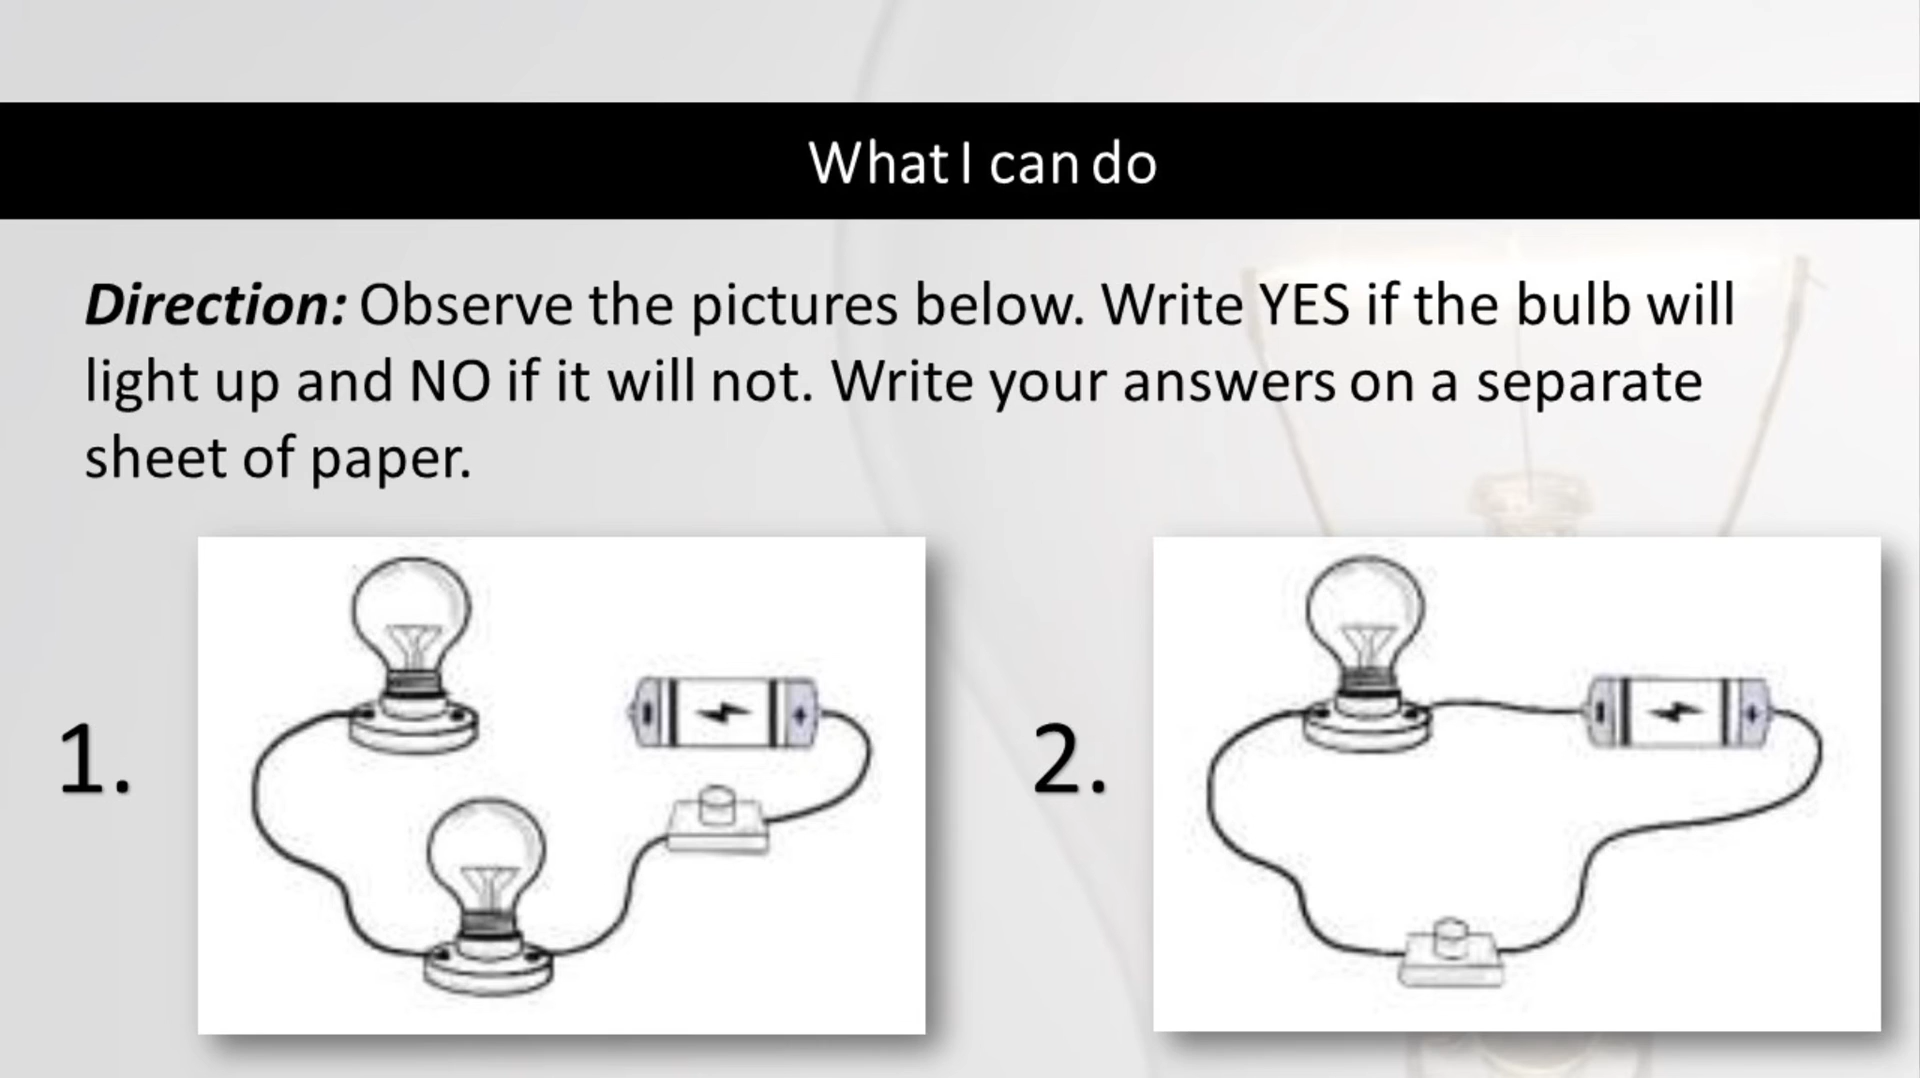 What I can do
Direction: Observe the pictures below. Write YES if the bulb will
light up and NO if it will not. Write your answers on a separate
sheet of paper.
1.
2.